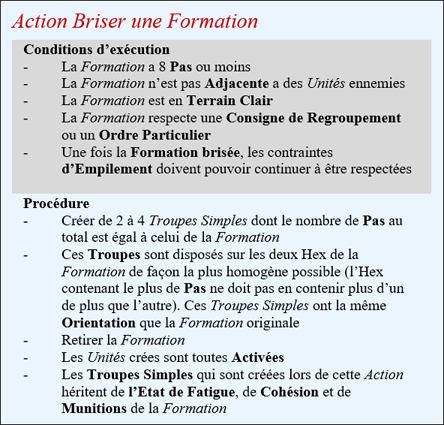 Action Briser une Formation
Conditions d'exécution
- La Formation a 8 Pas ou moins
- La Formation n'est pas Adjacente a des Unités ennemies
- La Formation est en Terrain Clair
- La Formation respecte une Consigne de Regroupement
ou un Ordre Particulier
- Une fois la Formation brisée, les contraintes
d'Empilement doivent pouvoir continuer à être respectées
Procédure
- Créer de 2 à 4 Troupes Simples dont le nombre de Pas au
total est égal à celui de la Formation
- Ces Troupes sont disposés sur les deux Hex de la
Formation de façon la plus homogène possible (l'Hex
contenant le plus de Pas ne doit pas en contenir plus d'un
de plus que l'autre). Ces Troupes Simples ont la même
Orientation que la Formation originale
- Retirer la Formation
- Les Unités crées sont toutes Activées
- Les Troupes Simples qui sont créées lors de cette Action
héritent de l'Etat de Fatigue, de Cohésion et de
Munitions de la Formation